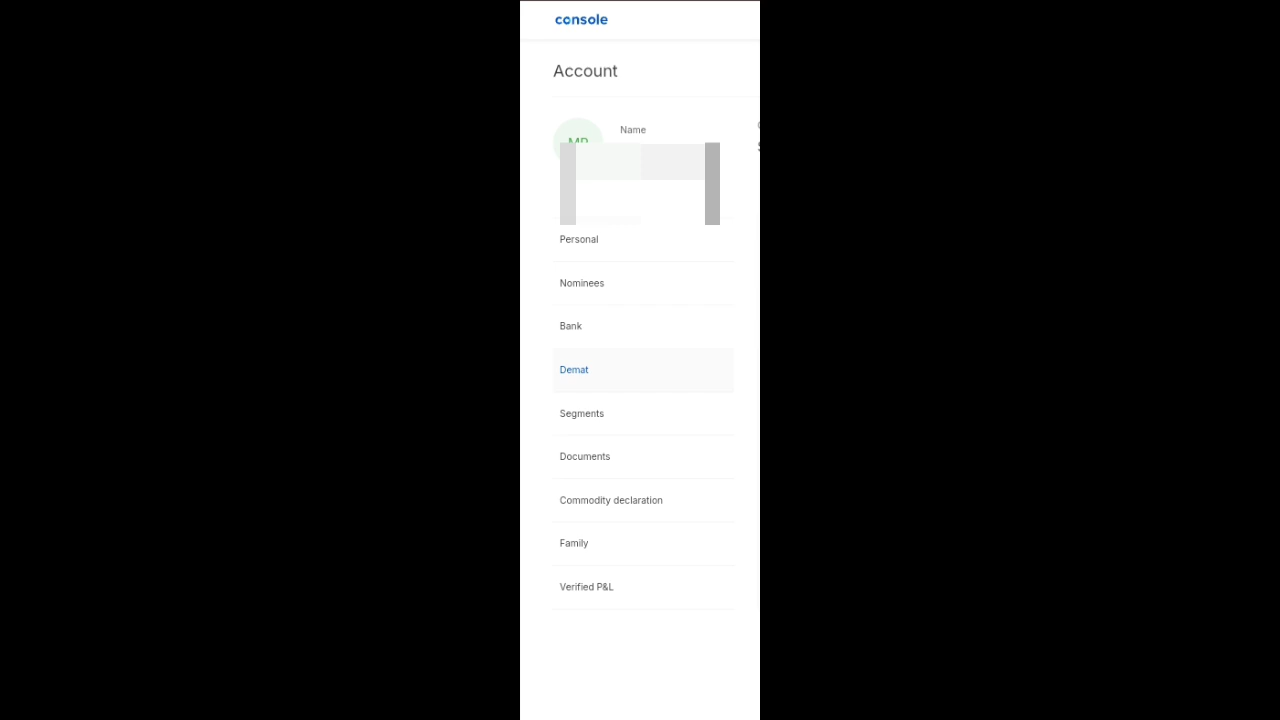 console
Account
Name
Personal
Nominees
Bank
Demat
Segments
Documents
Commodity declaration
Family
Verified P&L